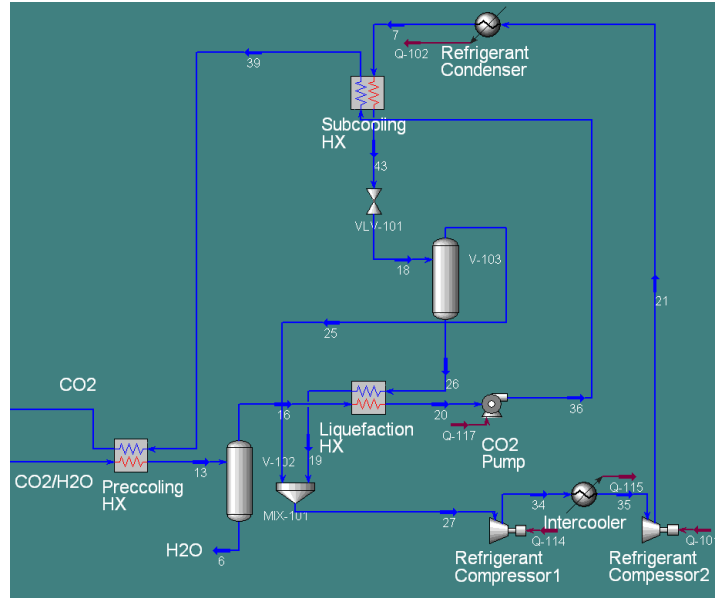 7
Q-102
Refrigerant
Condenser
39
Subcooling
HX
43
VLV-101
18
V-103
21
25
26
CO2
16
Liquefaction
HX
20
36
Q-117
CO2
Pump
CO2/H2O
Preccoling
HX
13
V-102
19
MIX-101
27
H2O
6
34
Q-115
35
Intercooler
Q-114
Q-101
Refrigerant
Compressor1
Refrigerant
Compessor2